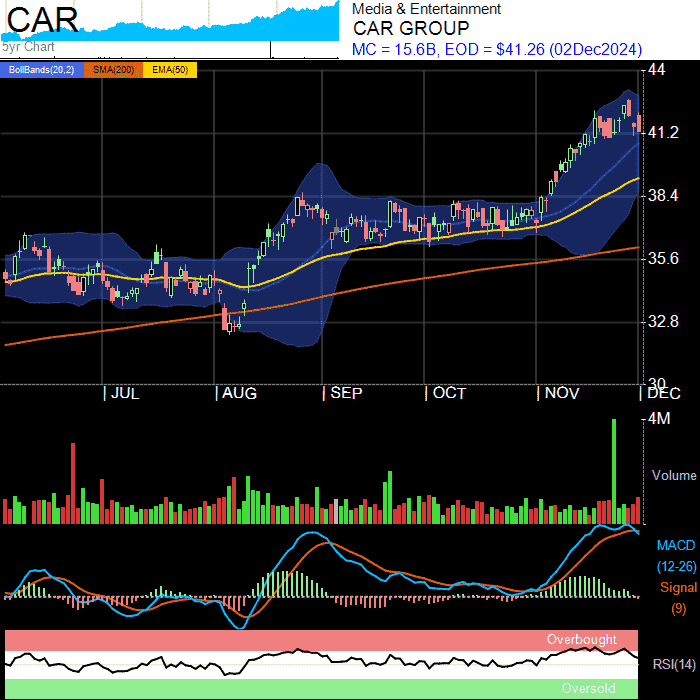 CAR
5yr Chart
Media & Entertainment
CAR GROUP
MC = 15.6B, EOD = $41.26 (02Dec2024)
BollBands(20,2) SMA(200) EMA(50)
44
41.2
38.4
35.6
32.8
30
JUL AUG SEP OCT NOV DEC
4M
Volume
MACD
(12-26)
Signal
(9)
Overbought
RSI(14)
Oversold